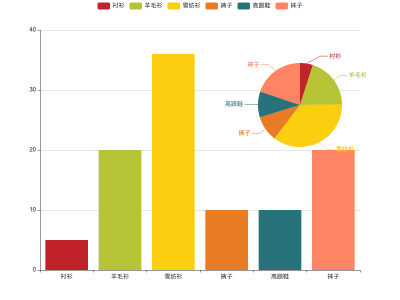 衬衫 羊毛衫 雪纺衫 裤子 高跟鞋 袜子
40
30
20
10
0
衬衫 羊毛衫 雪纺衫 裤子 高跟鞋 袜子
衬衫
羊毛衫
雪纺衫
裤子
高跟鞋
袜子